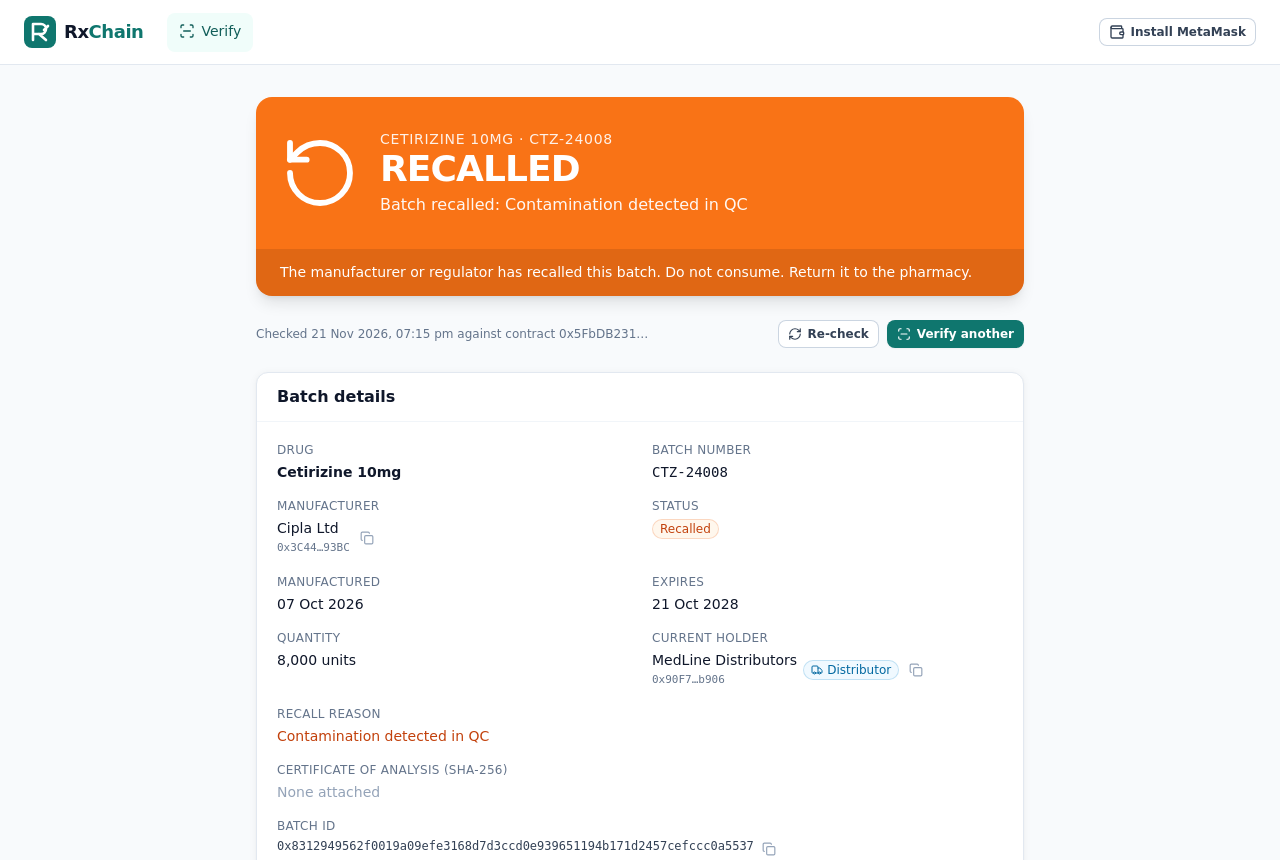 RxChain
Verify
Install MetaMask
CETIRIZINE 10MG · CTZ-24008
RECALLED
Batch recalled: Contamination detected in QC
The manufacturer or regulator has recalled this batch. Do not consume. Return it to the pharmacy.
Checked 21 Nov 2026, 07:15 pm against contract 0x5FbDB231…
Re-check
Verify another
Batch details
DRUG
Cetirizine 10mg
BATCH NUMBER
CTZ-24008
MANUFACTURER
Cipla Ltd
0x3C44…93BC
STATUS
Recalled
MANUFACTURED
07 Oct 2026
EXPIRES
21 Oct 2028
QUANTITY
8,000 units
CURRENT HOLDER
MedLine Distributors
0x90F7…b906
Distributor
RECALL REASON
Contamination detected in QC
CERTIFICATE OF ANALYSIS (SHA-256)
None attached
BATCH ID
0x8312949562f0019a09efe3168d7d3ccd0e939651194b171d2457cefccc0a5537